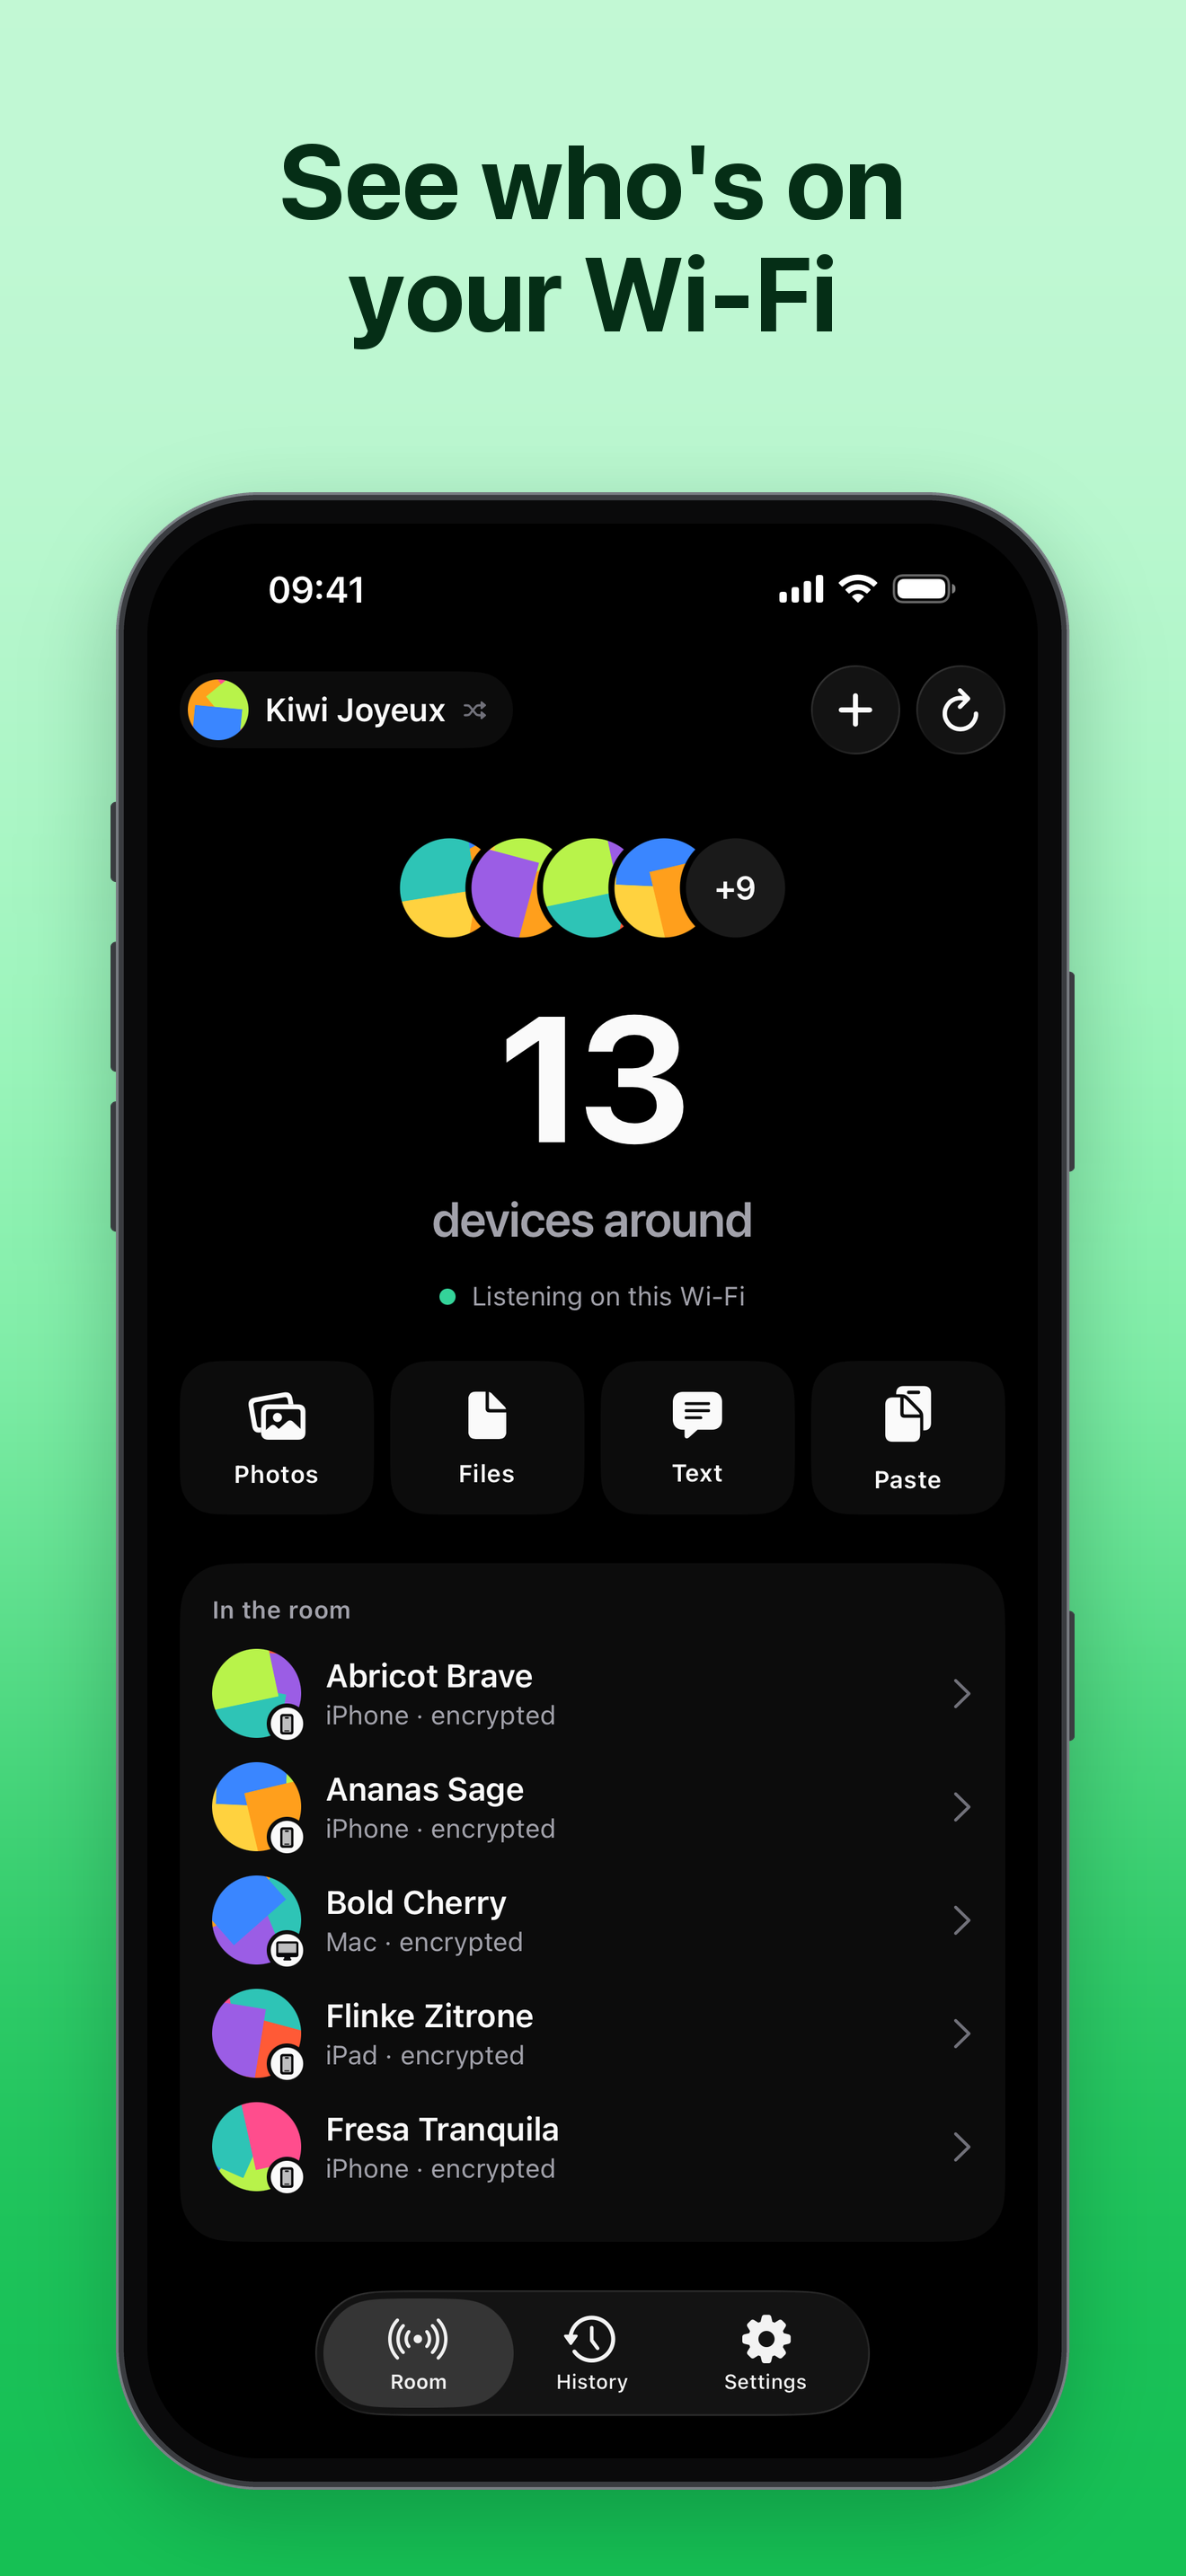 See who's on
your Wi-Fi
09:41
Kiwi Joyeux
+9
13
devices around
Listening on this Wi-Fi
Photos
Files
Text
Paste
In the room
Abricot Brave
iPhone · encrypted
Ananas Sage
iPhone · encrypted
Bold Cherry
Mac · encrypted
Flinke Zitrone
iPad · encrypted
Fresa Tranquila
iPhone · encrypted
Room
History
Settings